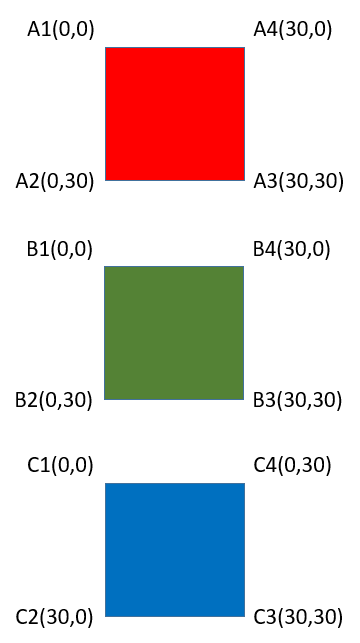 A1(0,0) A4(30,0)
A2(0,30) A3(30,30)
B1(0,0) B4(30,0)
B2(0,30) B3(30,30)
C1(0,0) C4(0,30)
C2(30,0) C3(30,30)